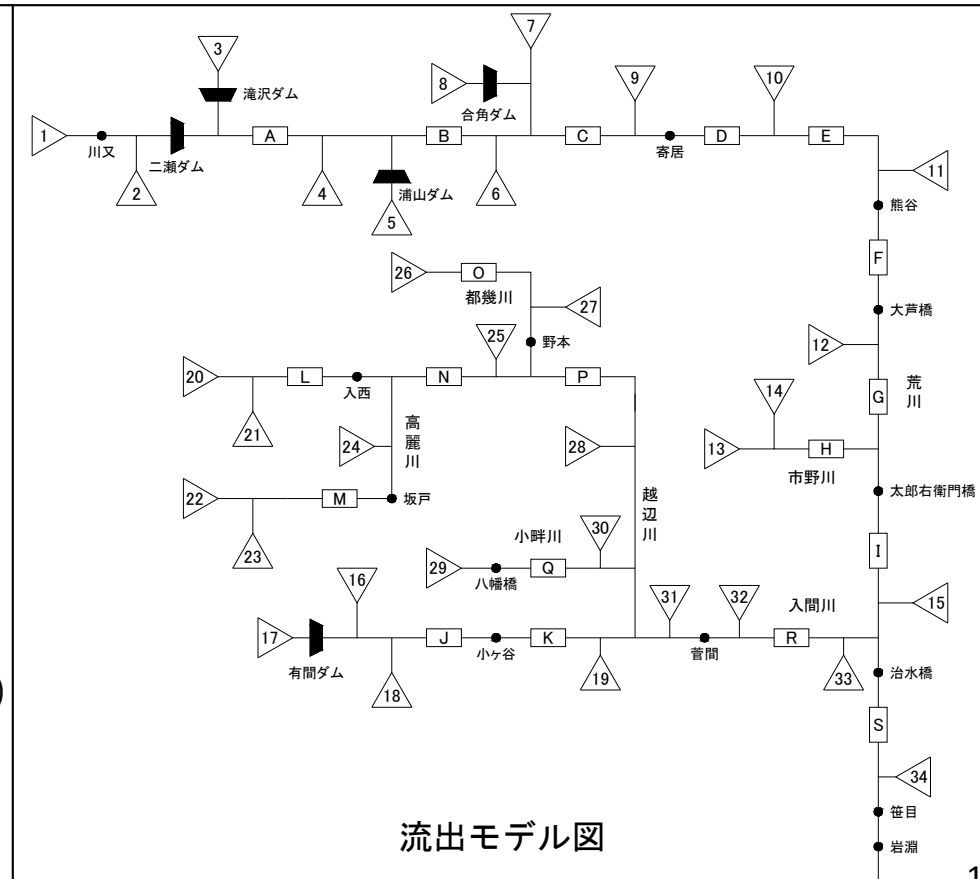 3
滝沢ダム
7
8
合角ダム
9
10
1
川又
2
二瀬ダム
A
4
浦山ダム
5
B
6
C
寄居
D
E
11
熊谷
F
大芦橋
12
荒川
G
26
O
都幾川
27
野本
25
20
L
入西
N
P
21
高麗川
24
28
14
13
H
市野川
太郎右衛門橋
22
M
坂戸
23
越辺川
小畔川
30
29
八幡橋
Q
I
15
16
17
有間ダム
18
J
小ヶ谷
K
19
31
菅間
32
入間川
R
33
治水橋
S
34
笹目
岩淵
流出モデル図
1